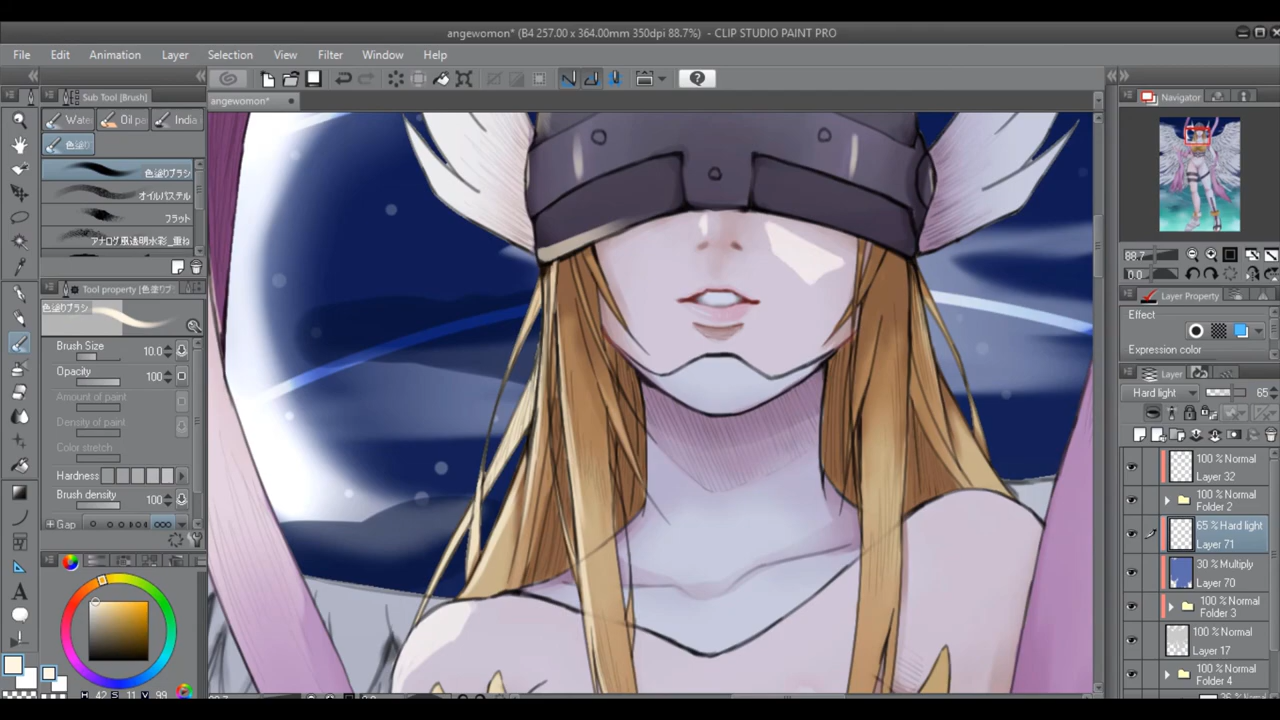 angewomon* (B4 257.00 x 364.00mm 350dpi 88.7%) - CLIP STUDIO PAINT PRO
File Edit Animation Layer Selection View Filter Window Help
Sub Tool [Brush]
angewomon*
Navigator
Wate Oil pa India
色塗り
色塗りブラシ
オイルパステル
フラット
アナログ風透明水彩_重ね
88.7
0.0
Tool property [色塗りブ
Layer Property
色塗りブラシ
Effect
Brush Size 10.0
Expression color
Opacity 100
Layer
Amount of paint
Hard light 65
Density of paint
Color stretch
100 % Normal
Layer 32
Hardness
100 % Normal
Folder 2
Brush density 100
Gap
65 % Hard light
Layer 71
30 % Multiply
Layer 70
100 % Normal
Folder 3
100 % Normal
Layer 17
100 % Normal
Folder 4
H 42 S 11 V 99